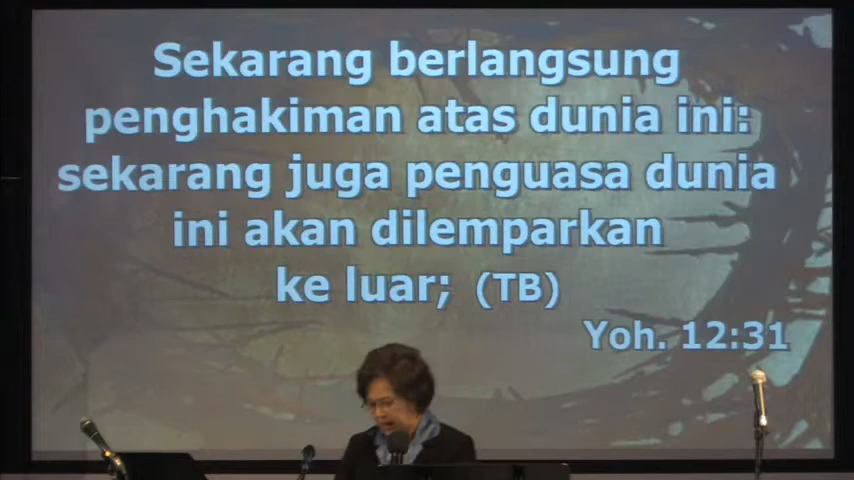 Sekarang berlangsung
penghakiman atas dunia ini:
sekarang juga penguasa dunia
ini akan dilemparkan
ke luar; (TB)
Yoh. 12:31